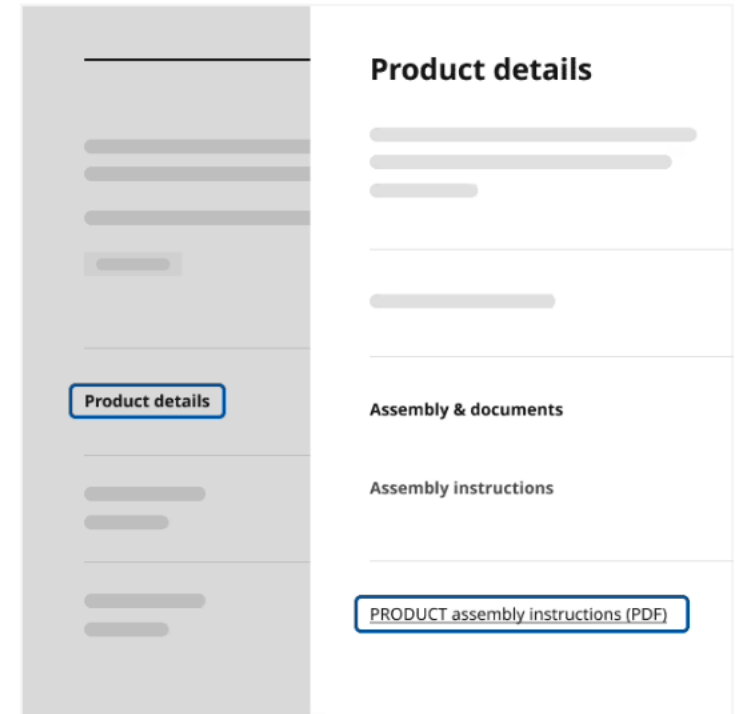 Product details
Product details
Assembly & documents
Assembly instructions
PRODUCT assembly instructions (PDF)